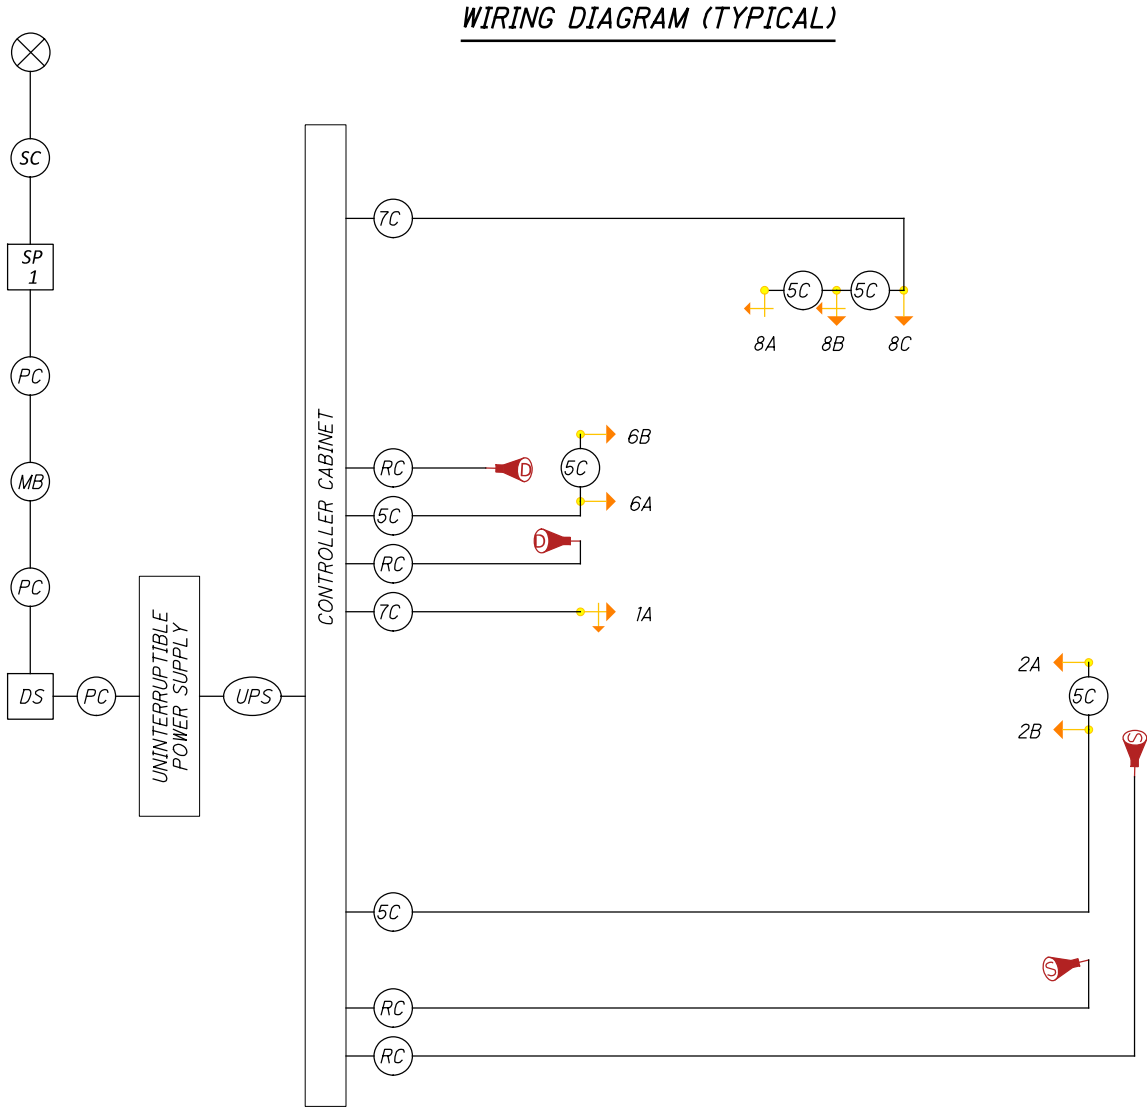 WIRING DIAGRAM (TYPICAL)
SC
SP
1
PC
MB
PC
DS
PC
UNINTERRUPTIBLE
POWER SUPPLY
UPS
CONTROLLER CABINET
7C
5C
5C
8A
8B
8C
RC
D
5C
6B
6A
5C
D
RC
7C
1A
2A
5C
2B
S
5C
S
RC
RC